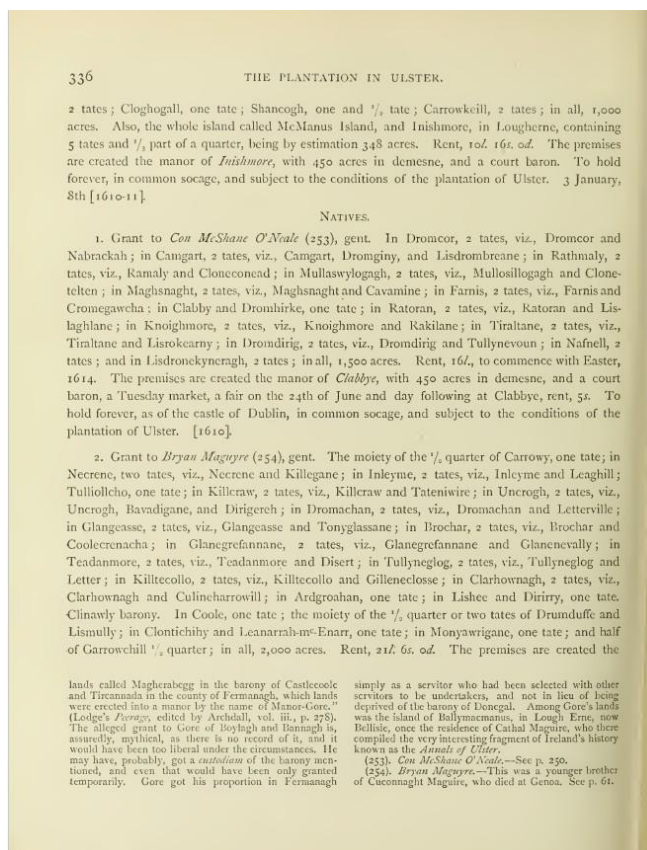 336
THE PLANTATION IN ULSTER.
2 tates; Cloghogall, one tate; Shancogh, one and 1/2 tate; Carrowkeill, 2 tates; in all, 1,000
acres. Also, the whole island called McManus Island, and Inishmore, in Lougherne, containing
5 tates and 1/3 part of a quarter, being by estimation 348 acres. Rent, 10l. 16s. 0d. The premises
are created the manor of Inishmore, with 450 acres in demesne, and a court baron. To hold
forever, in common socage, and subject to the conditions of the plantation of Ulster. 3 January,
8th [1610-11].
NATIVES.
1. Grant to Con McShane O'Neale (253), gent. In Dromcor, 2 tates, viz., Dromcor and
Nabrackah; in Camgart, 2 tates, viz., Camgart, Dromginy, and Lisdrombreane; in Rathmaly, 2
tates, viz., Ramaly and Cloneconead; in Mullaswylogagh, 2 tates, viz., Mullosillogagh and Clone-
telten; in Maghsnaght, 2 tates, viz., Maghsnaght and Cavamine; in Farnis, 2 tates, viz., Farnis and
Cromegawcha; in Clabby and Dromhirke, one tate; in Ratoran, 2 tates, viz., Ratoran and Lis-
laghlane; in Knoighmore, 2 tates, viz., Knoighmore and Rakilane; in Tiraltane, 2 tates, viz.,
Tiraltane and Lisrokearny; in Dromdirig, 2 tates, viz., Dromdirig and Tullynevoun; in Nafnell, 2
tates; and in Lisdronekyneragh, 2 tates; in all, 1,500 acres. Rent, 16l., to commence with Easter,
1614. The premises are created the manor of Clabbye, with 450 acres in demesne, and a court
baron, a Tuesday market, a fair on the 24th of June and day following at Clabbye, rent, 5s. To
hold forever, as of the castle of Dublin, in common socage, and subject to the conditions of the
plantation of Ulster. [1610].
2. Grant to Bryan Maguyre (254), gent. The moiety of the 1/2 quarter of Carrowy, one tate; in
Necrene, two tates, viz., Necrene and Killegane; in Inleyme, 2 tates, viz., Inleyme and Leaghill;
Tulliollcho, one tate; in Killcraw, 2 tates, viz., Killcraw and Tateniwire; in Uncrogh, 2 tates, viz.,
Uncrogh, Bavadigane, and Dirigereh; in Dromachan, 2 tates, viz., Dromachan and Letterville;
in Glangeasse, 2 tates, viz., Glangeasse and Tonyglassane; in Brochar, 2 tates, viz., Brochar and
Coolecrenacha; in Glanegrefannane, 2 tates, viz., Glanegrefannane and Glanenevally; in
Teadanmore, 2 tates, viz., Teadanmore and Disert; in Tullyneglog, 2 tates, viz., Tullyneglog and
Letter; in Killtecollo, 2 tates, viz., Killtecollo and Gilleneclosse; in Clarhownagh, 2 tates, viz.,
Clarhownagh and Culineharrowill; in Ardgroahan, one tate; in Lishee and Dirirry, one tate.
Clinawly barony. In Coole, one tate; the moiety of the 1/2 quarter or two tates of Drumduffe and
Lismully; in Clontichihy and Leanarrah-mc-Enarr, one tate; in Monyawrigane, one tate; and half
of Garrowchill 1/2 quarter; in all, 2,000 acres. Rent, 21l. 6s. 0d. The premises are created the
lands called Magherabegg in the barony of Castlecoole
and Tircannada in the county of Fermanagh, which lands
were erected into a manor by the name of Manor-Gore."
(Lodge's Peerage, edited by Archdall, vol. iii., p. 278).
The alleged grant to Gore of Boylagh and Bannagh is,
assuredly, mythical, as there is no record of it, and it
would have been too liberal under the circumstances. He
may have, probably, got a custodiam of the barony men-
tioned, and even that would have been only granted
temporarily. Gore got his proportion in Fermanagh
simply as a servitor who had been selected with other
servitors to be undertakers, and not in lieu of being
deprived of the barony of Donegal. Among Gore's lands
was the island of Ballymacmanus, in Lough Erne, now
Bellisle, once the residence of Cathal Maguire, who there
compiled the very interesting fragment of Ireland's history
known as the Annals of Ulster.
(253). Con McShane O'Neale.—See p. 250.
(254). Bryan Maguyre.—This was a younger brother
of Cuconnaght Maguire, who died at Genoa. See p. 61.